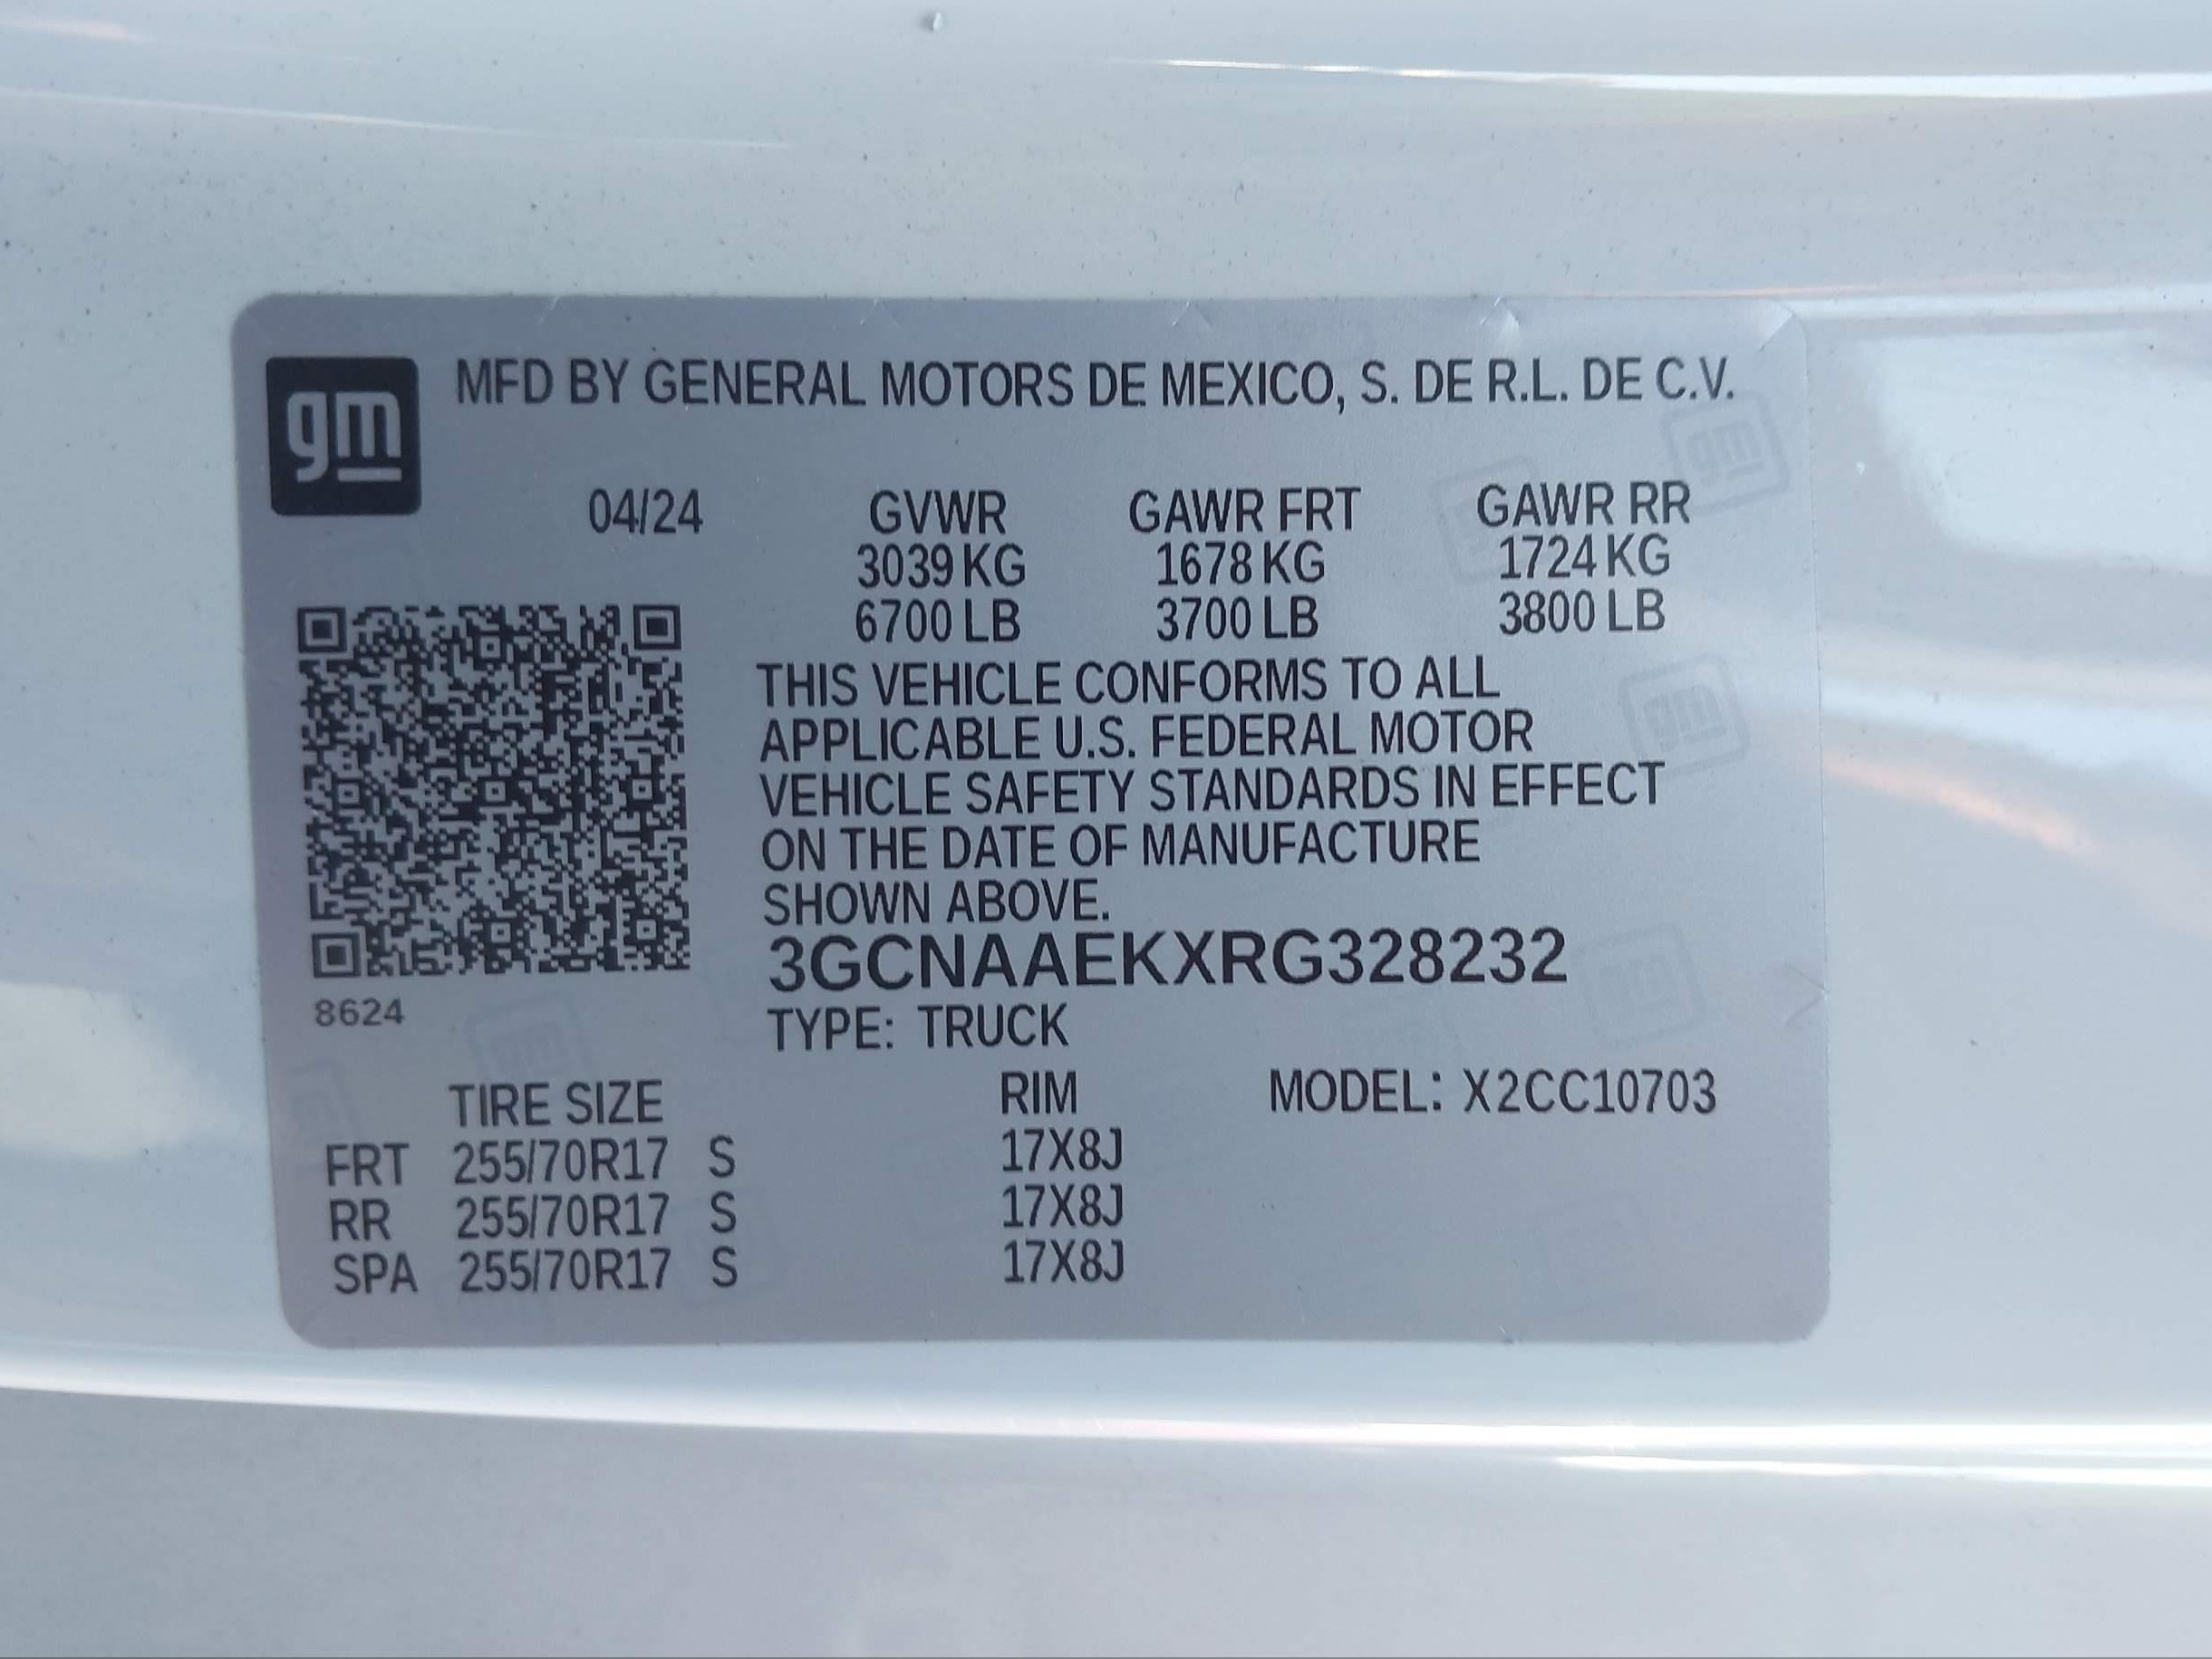 gm
MFD BY GENERAL MOTORS DE MEXICO, S. DE R.L. DE C.V.
04/24 GVWR GAWR FRT GAWR RR
3039 KG 1678 KG 1724 KG
6700 LB 3700 LB 3800 LB
THIS VEHICLE CONFORMS TO ALL
APPLICABLE U.S. FEDERAL MOTOR
VEHICLE SAFETY STANDARDS IN EFFECT
ON THE DATE OF MANUFACTURE
SHOWN ABOVE.
3GCNAAEKXRG328232
8624
TYPE: TRUCK
TIRE SIZE RIM MODEL: X2CC10703
FRT 255/70R17 S 17X8J
RR 255/70R17 S 17X8J
SPA 255/70R17 S 17X8J